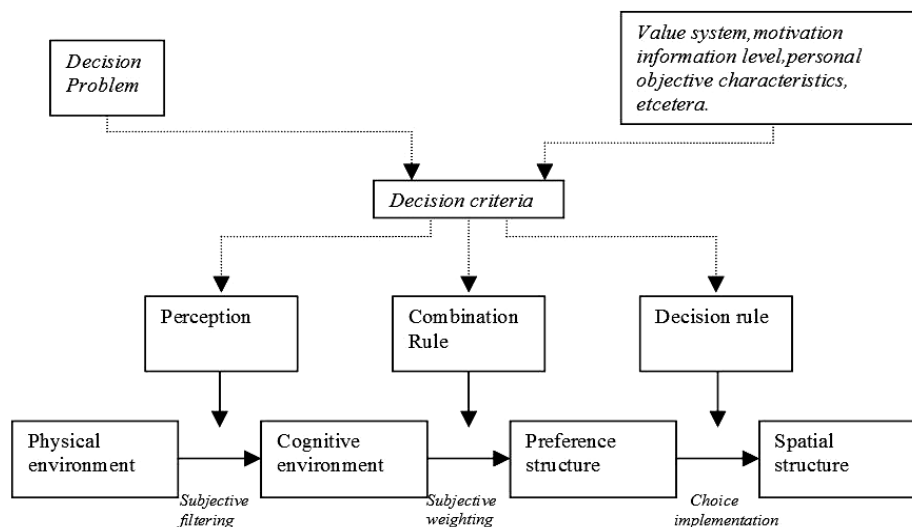 Decision
Problem
Value system,motivation
information level,personal
objective characteristics,
etcetera.
Decision criteria
Perception
Combination
Rule
Decision rule
Physical
environment
Cognitive
environment
Preference
structure
Spatial
structure
Subjective
filtering
Subjective
weighting
Choice
implementation